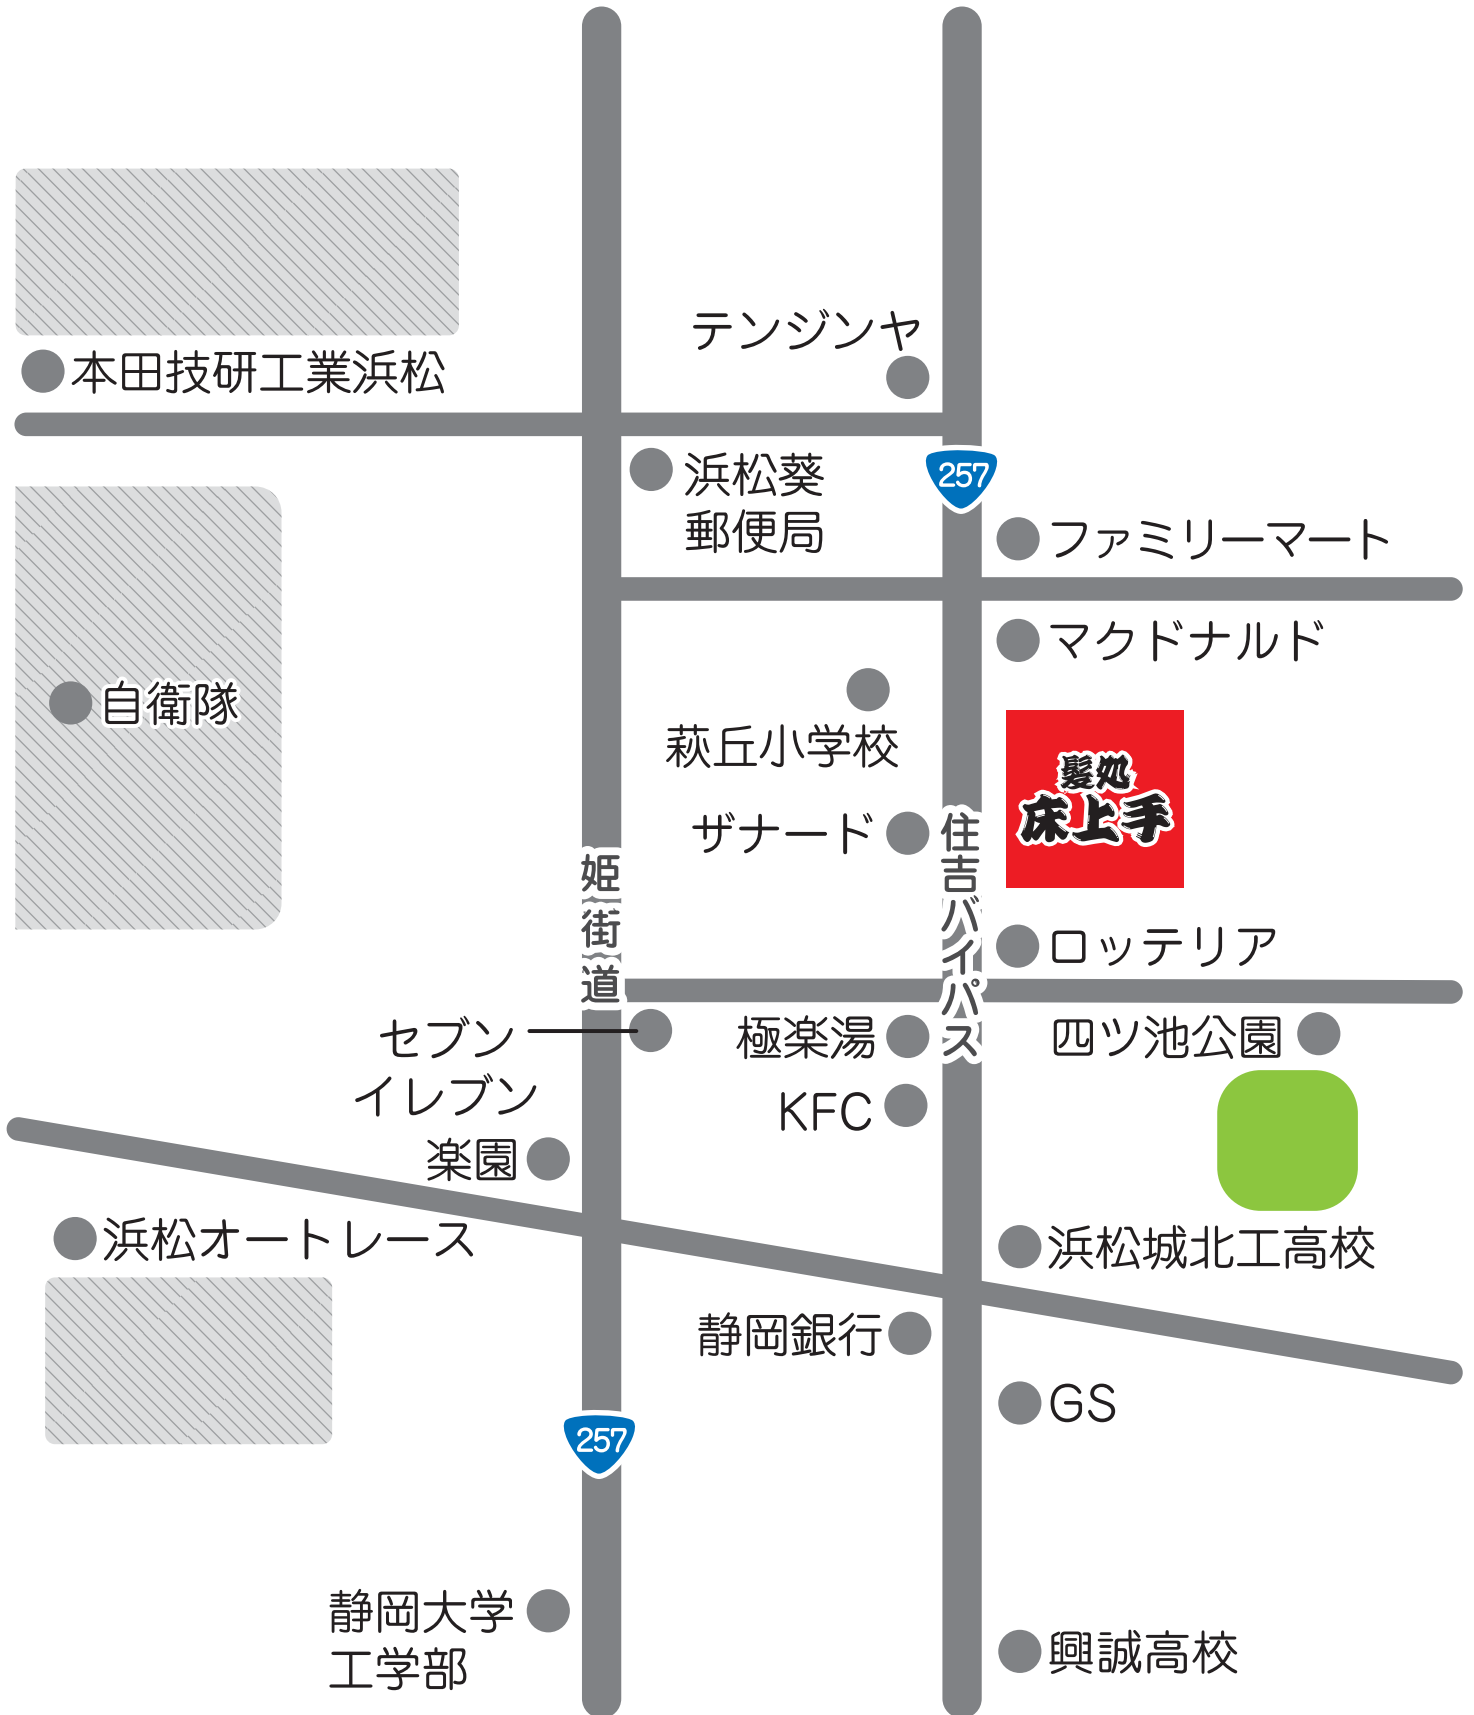 テンジンヤ
本田技研工業浜松
浜松葵
郵便局
257
ファミリーマート
マクドナルド
自衛隊
萩丘小学校
髪処
床上手
ザナード
住吉バイパス
姫街道
ロッテリア
セブン
イレブン
極楽湯
四ツ池公園
KFC
楽園
浜松オートレース
浜松城北工高校
静岡銀行
GS
257
静岡大学
工学部
興誠高校